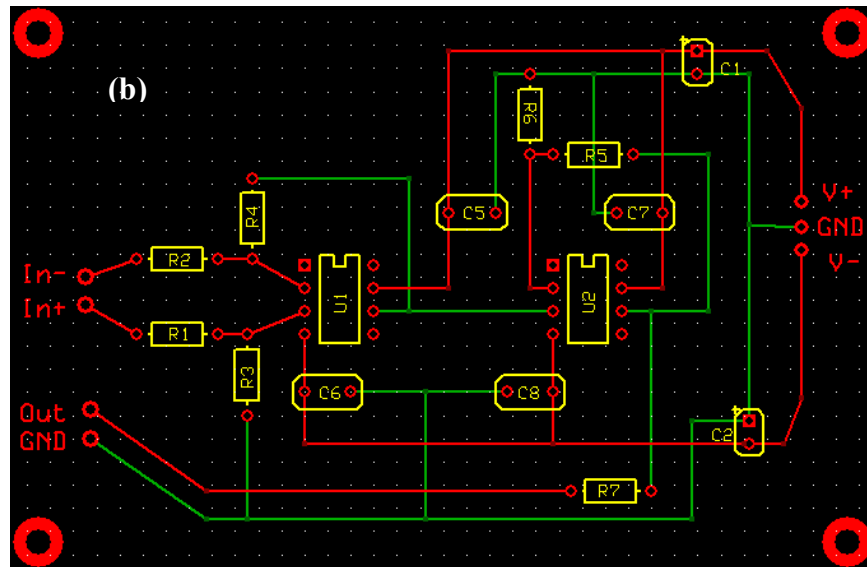 (b)
C1
R6
R5
V+
GND
V-
C5
C7
R4
R2
In-
In+
U1
U2
R1
R3
C6
C8
Out
GND
C2
R7